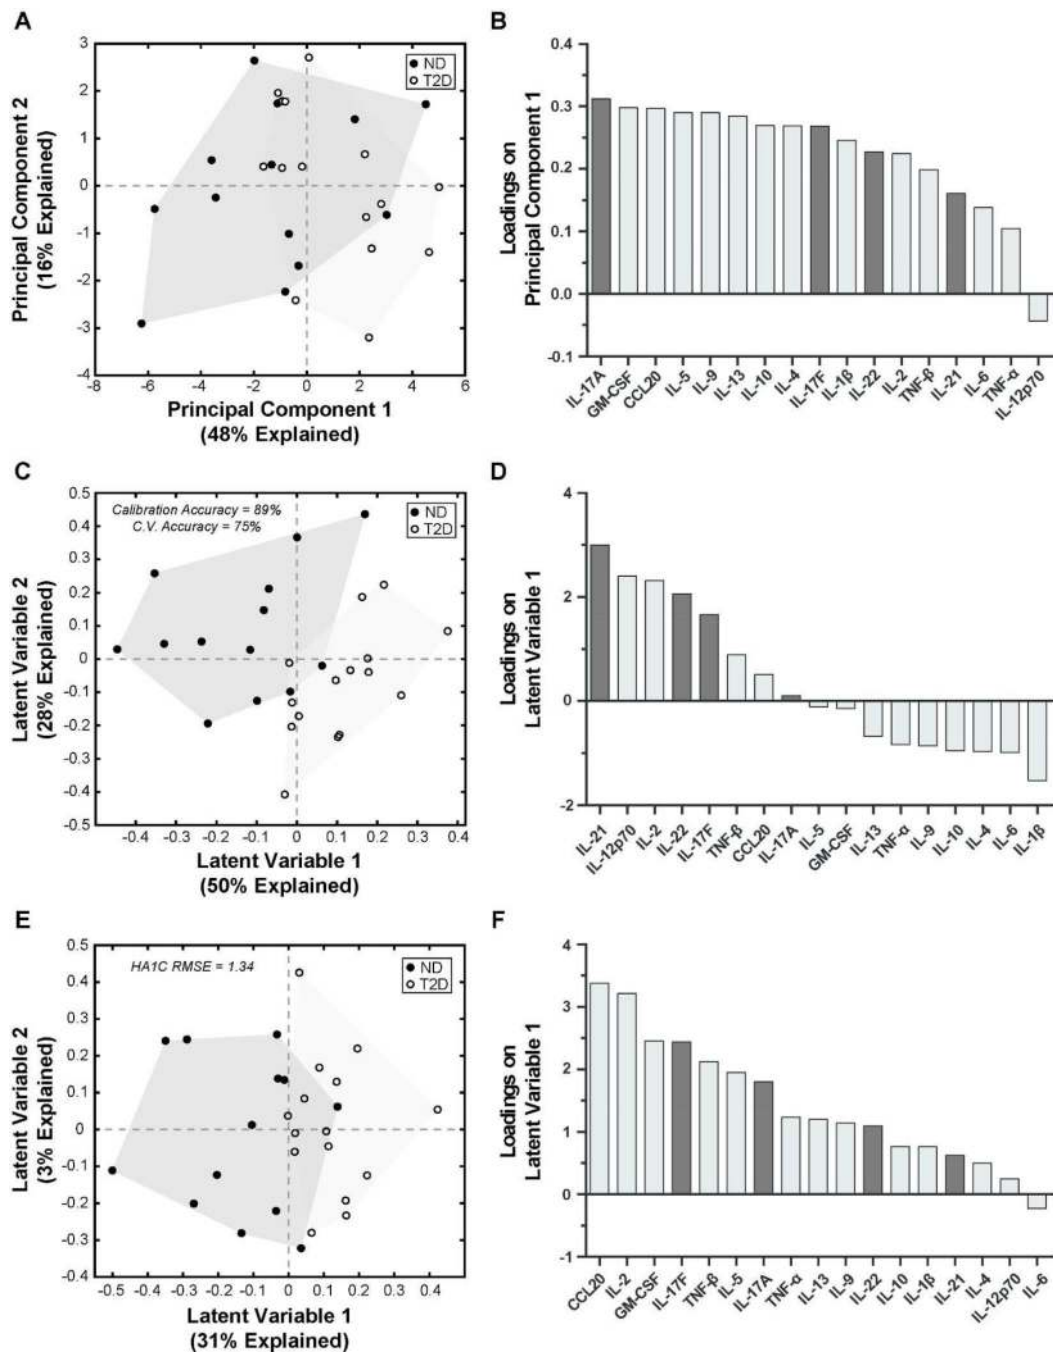 A
3
2
1
0
-1
-2
-3
-4
-8
-6
-4
-2
0
2
4
6
ND
T2D
Principal Component 2
(16% Explained)
Principal Component 1
(48% Explained)
B
0.4
0.3
0.2
0.1
0.0
-0.1
Loadings on
Principal Component 1
IL-17A
GM-CSF
CCL20
IL-5
IL-9
IL-13
IL-10
IL-4
IL-17F
IL-1β
IL-22
IL-2
TNF-β
IL-21
IL-6
TNF-α
IL-12p70
C
0.5
0.4
0.3
0.2
0.1
0
-0.1
-0.2
-0.3
-0.4
-0.5
-0.4
-0.3
-0.2
-0.1
0
0.1
0.2
0.3
0.4
Calibration Accuracy = 89%
C.V. Accuracy = 75%
ND
T2D
Latent Variable 2
(28% Explained)
Latent Variable 1
(50% Explained)
D
4
2
0
-2
Loadings on
Latent Variable 1
IL-21
IL-12p70
IL-2
IL-22
IL-17F
TNF-β
CCL20
IL-17A
IL-5
GM-CSF
IL-13
TNF-α
IL-9
IL-10
IL-4
IL-6
IL-1β
E
0.5
0.4
0.3
0.2
0.1
0
-0.1
-0.2
-0.3
-0.4
-0.5
-0.4
-0.3
-0.2
-0.1
0
0.1
0.2
0.3
0.4
HA1C RMSE = 1.34
ND
T2D
Latent Variable 2
(3% Explained)
Latent Variable 1
(31% Explained)
F
4
3
2
1
0
-1
Loadings on
Latent Variable 1
CCL20
IL-2
GM-CSF
IL-17F
TNF-β
IL-5
IL-17A
TNF-α
IL-13
IL-9
IL-22
IL-10
IL-1β
IL-21
IL-4
IL-12p70
IL-6